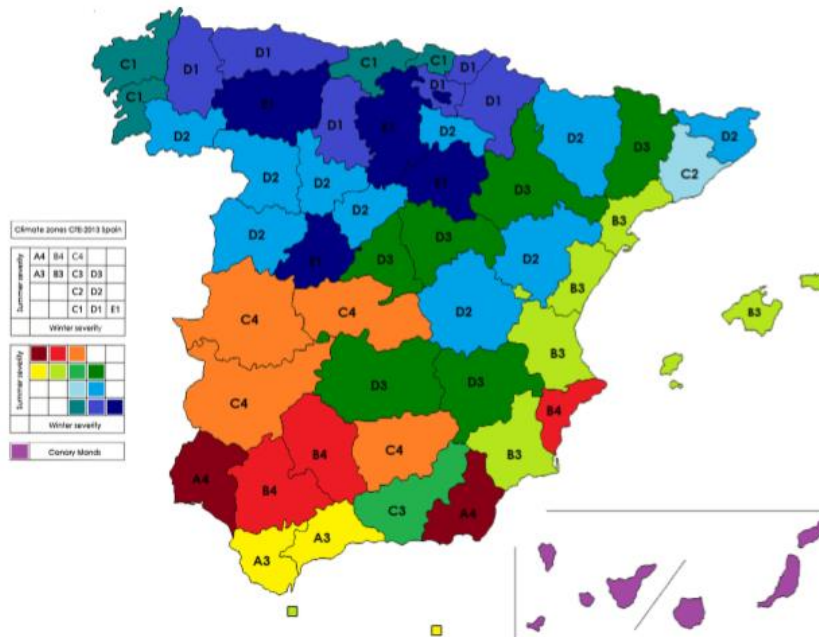 C1 D1 D1 C1 C1 D1
C1 E1 D1 D1
D1 E1
D2 D2 D2 D3 D2
D2 D2 E1 D3 C2
D2 B3
D2 D3 D2
E1 D3 B3
C4 C4 D2 B3
B3
D3 D3
C4 B4
B4 C4 B3
A4 B4
C3 A4
A3
A3
Climate zones CTE-2013 Spain
Summer severity
A4 B4 C4
A3 B3 C3 D3
C2 D2
C1 D1 E1
Winter severity
Summer severity
Winter severity
Canary Islands